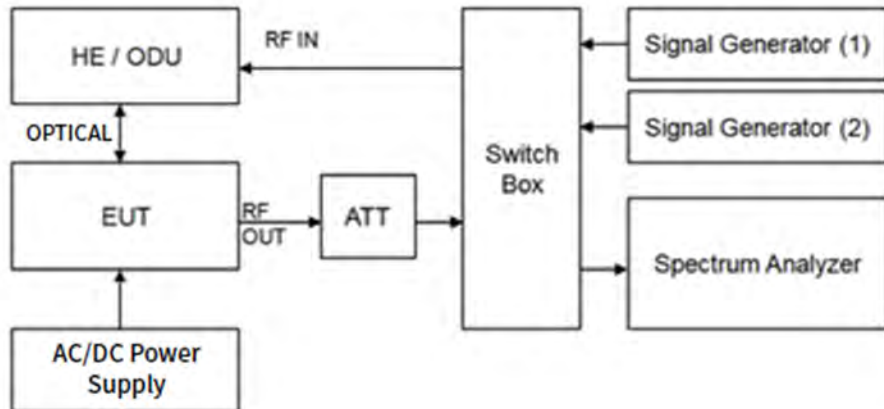 HE / ODU
RF IN
Signal Generator (1)
OPTICAL
Signal Generator (2)
Switch
Box
EUT
RF
OUT
ATT
Spectrum Analyzer
AC/DC Power
Supply